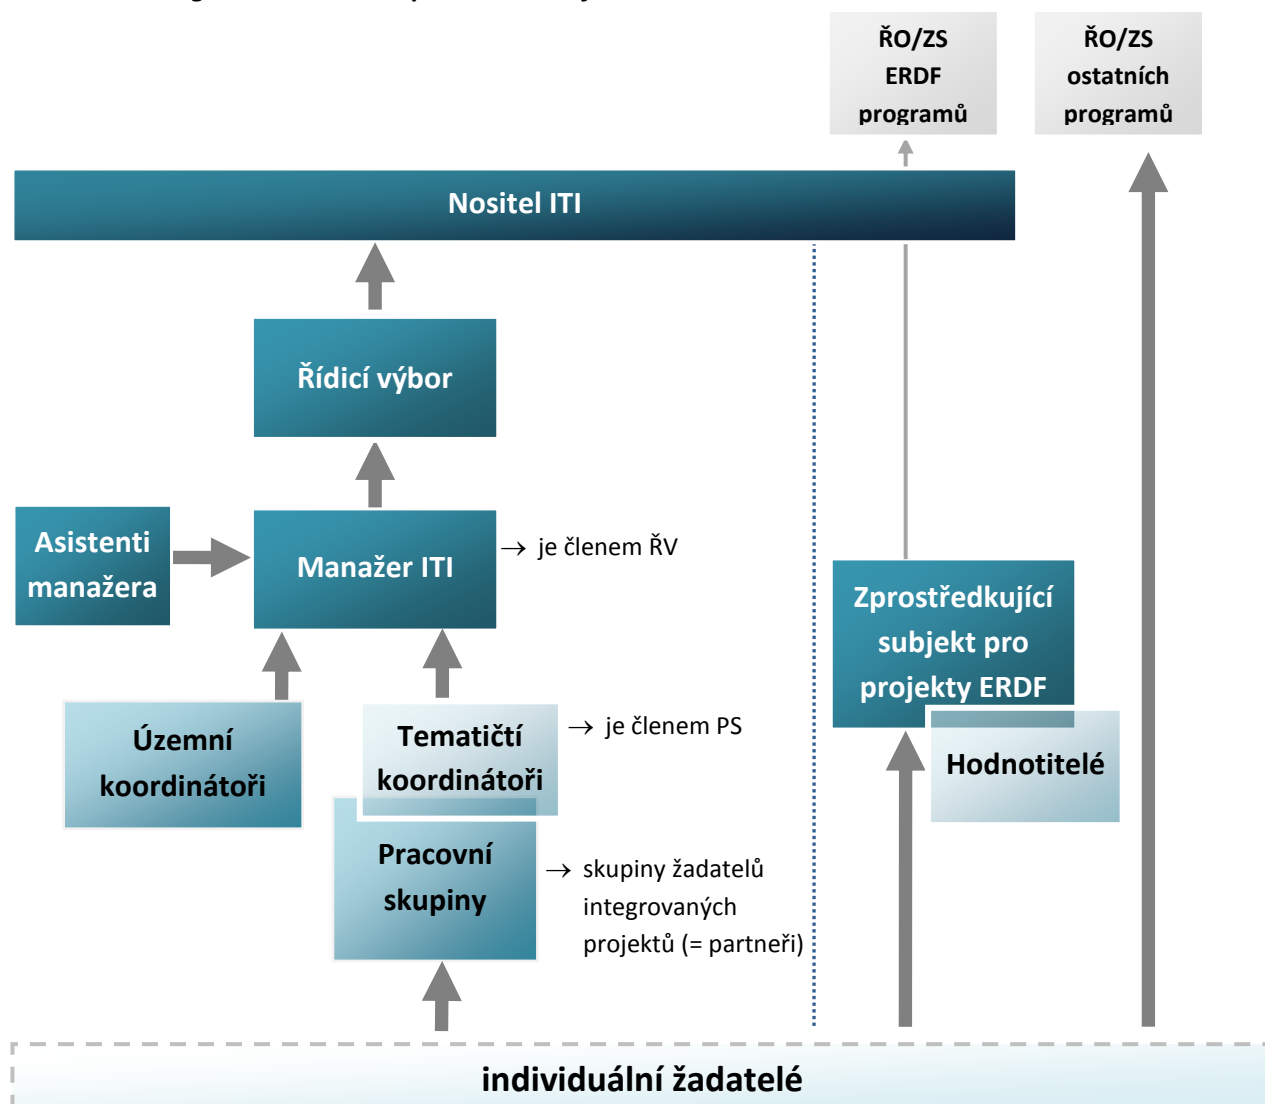 ŘO/ZS
ERDF
programů
ŘO/ZS
ostatních
programů
Nositel ITI
Řídicí výbor
Asistenti
manažera
Manažer ITI
→ je členem ŘV
Zprostředkující
subjekt pro
projekty ERDF
Územní
koordinátoři
Tematičtí
koordinátoři
→ je členem PS
Hodnotitelé
Pracovní
skupiny
→ skupiny žadatelů
integrovaných
projektů (= partneři)
individuální žadatelé